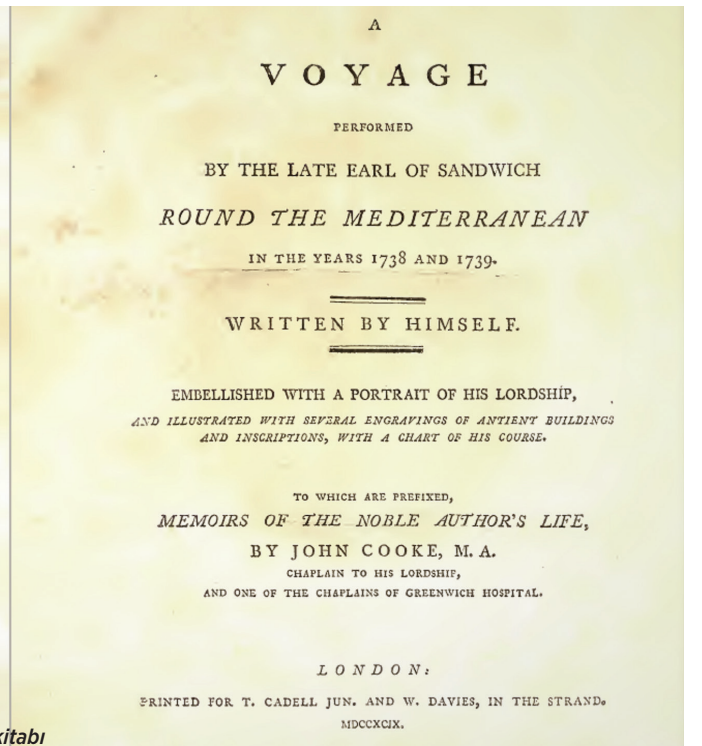 A
VOYAGE
PERFORMED
BY THE LATE EARL OF SANDWICH
ROUND THE MEDITERRANEAN
IN THE YEARS 1738 AND 1739.
WRITTEN BY HIMSELF.
EMBELLISHED WITH A PORTRAIT OF HIS LORDSHIP,
AND ILLUSTRATED WITH SEVERAL ENGRAVINGS OF ANTIENT BUILDINGS
AND INSCRIPTIONS, WITH A CHART OF HIS COURSE.
TO WHICH ARE PREFIXED,
MEMOIRS OF THE NOBLE AUTHOR'S LIFE,
BY JOHN COOKE, M. A.
CHAPLAIN TO HIS LORDSHIP,
AND ONE OF THE CHAPLAINS OF GREENWICH HOSPITAL.
LONDON:
PRINTED FOR T. CADELL JUN. AND W. DAVIES, IN THE STRAND.
MDCCXCIX.
kitabı